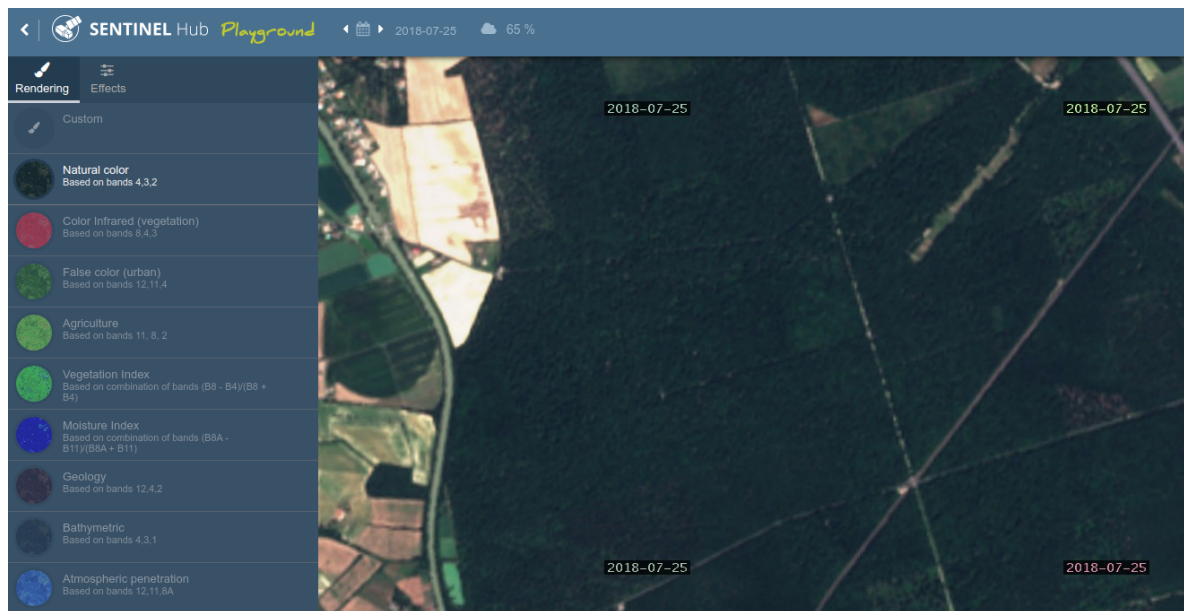 SENTINEL Hub Playground 2018-07-25 65 %
Rendering Effects
Custom
Natural color
Based on bands 4,3,2
Color Infrared (vegetation)
Based on bands 8,4,3
False color (urban)
Based on bands 12,11,4
Agriculture
Based on bands 11, 8, 2
Vegetation Index
Based on combination of bands (B8 - B4)/(B8 +
B4)
Moisture Index
Based on combination of bands (B8A -
B11)/(B8A + B11)
Geology
Based on bands 12,4,2
Bathymetric
Based on bands 4,3,1
Atmospheric penetration
Based on bands 12,11,8A
2018-07-25 2018-07-25
2018-07-25 2018-07-25